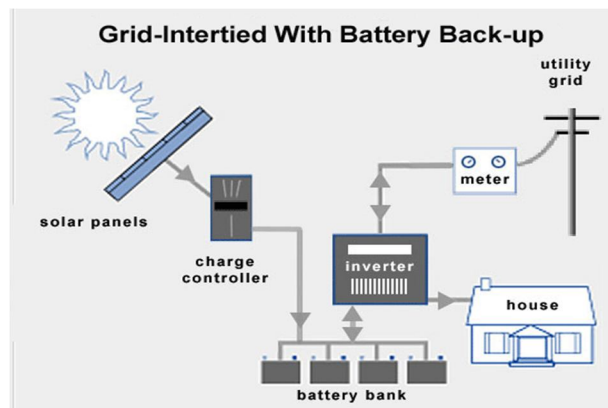 Grid-Intertied With Battery Back-up
utility
grid
solar panels
charge
controller
meter
inverter
house
battery bank